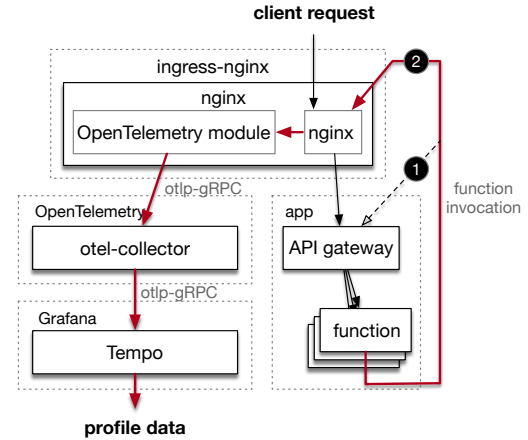 client request
ingress-nginx
2
nginx
OpenTelemetry module
nginx
otlp-gRPC
1
function
invocation
OpenTelemetry
app
otel-collector
API gateway
otlp-gRPC
Grafana
function
Tempo
profile data